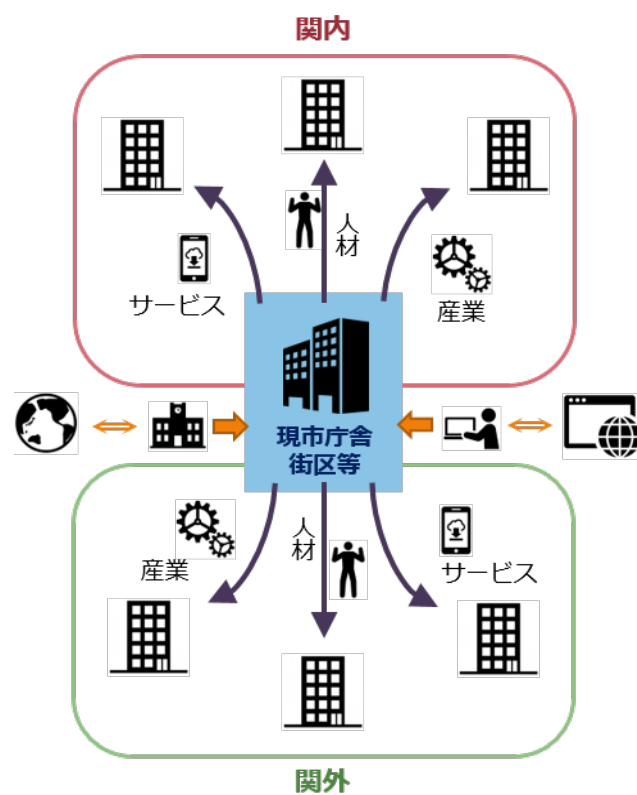 関内
人材
サービス
産業
現市庁舎
街区等
人材
産業
サービス
関外